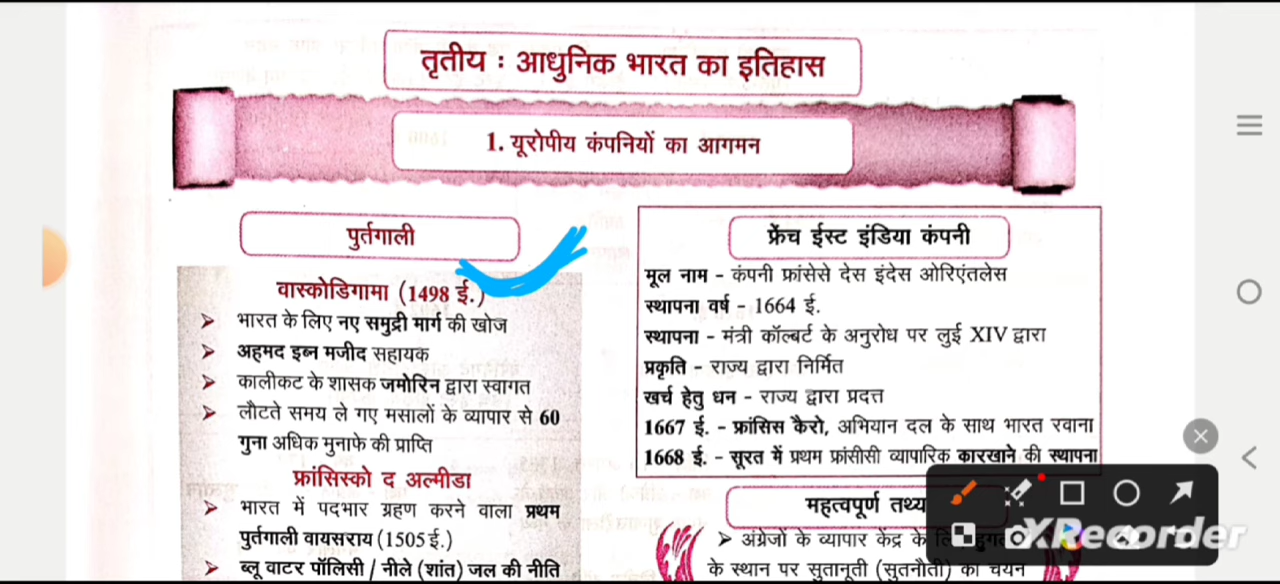 तृतीय : आधुनिक भारत का इतिहास
1. यूरोपीय कंपनियों का आगमन
पुर्तगाली
वास्कोडिगामा (1498 ई.)
➤ भारत के लिए नए समुद्री मार्ग की खोज
➤ अहमद इब्न मजीद सहायक
➤ कालीकट के शासक जमोरिन द्वारा स्वागत
➤ लौटते समय ले गए मसालों के व्यापार से 60
गुना अधिक मुनाफे की प्राप्ति
फ्रांसिस्को द अल्मीडा
➤ भारत में पदभार ग्रहण करने वाला प्रथम
पुर्तगाली वायसराय (1505 ई.)
➤ ब्लू वाटर पॉलिसी / नीले (शांत) जल की नीति
फ्रेंच ईस्ट इंडिया कंपनी
मूल नाम - कंपनी फ्रांसेसे देस इंदेस ओरिएंतलेस
स्थापना वर्ष - 1664 ई.
स्थापना - मंत्री कॉल्बर्ट के अनुरोध पर लुई XIV द्वारा
प्रकृति - राज्य द्वारा निर्मित
खर्च हेतु धन - राज्य द्वारा प्रदत्त
1667 ई. - फ्रांसिस कैरो, अभियान दल के साथ भारत रवाना
1668 ई. - सूरत में प्रथम फ्रांसीसी व्यापारिक कारखाने की स्थापना
महत्वपूर्ण तथ्य
➤ अंग्रेजों के व्यापार केंद्र के
के स्थान पर सुतानूती (सुतनौती) का चयन
XRecorder